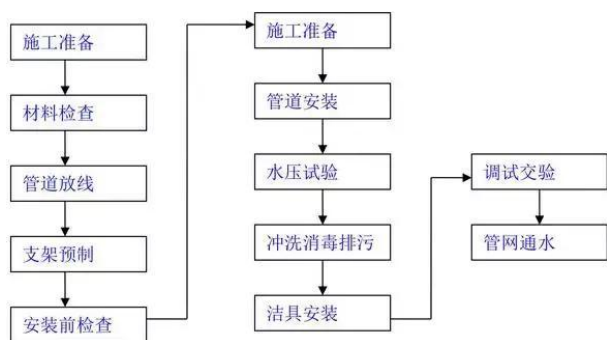 施工准备
材料检查
管道放线
支架预制
安装前检查
施工准备
管道安装
水压试验
冲洗消毒排污
洁具安装
调试交验
管网通水